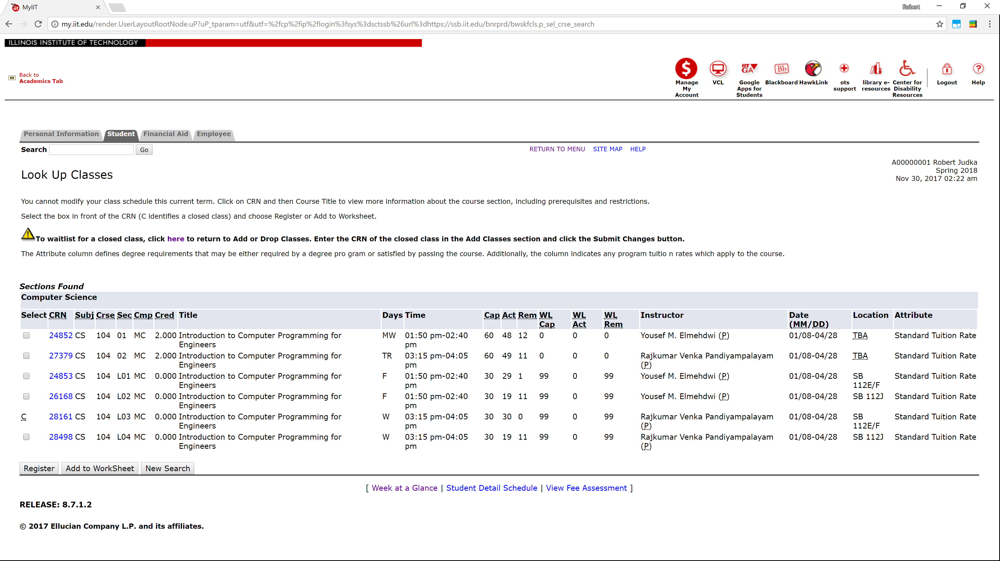 MyIIT
Robert
my.iit.edu/render.UserLayoutRootNode.uP?uP_tparam=utf&utf=%2fcp%2fip%2flogin%3fsys%3dsctssb%26url%3dhttps://ssb.iit.edu/bnrprd/bwskfcls.p_sel_crse_search
ILLINOIS INSTITUTE OF TECHNOLOGY
Back to
Academics Tab
Manage My Account
VCL
Google Apps for Students
Blackboard
HawkLink
ots support
library e-resources
Center for Disability Resources
Logout
Help
Personal Information Student Financial Aid Employee
Search Go RETURN TO MENU SITE MAP HELP
A00000001 Robert Judka
Spring 2018
Nov 30, 2017 02:22 am
Look Up Classes
You cannot modify your class schedule this current term. Click on CRN and then Course Title to view more information about the course section, including prerequisites and restrictions.
Select the box in front of the CRN (C identifies a closed class) and choose Register or Add to Worksheet.
To waitlist for a closed class, click here to return to Add or Drop Classes. Enter the CRN of the closed class in the Add Classes section and click the Submit Changes button.
The Attribute column defines degree requirements that may be either required by a degree pro gram or satisfied by passing the course. Additionally, the column indicates any program tuitio n rates which apply to the course.
Sections Found
Computer Science
Select CRN Subj Crse Sec Cmp Cred Title Days Time Cap Act Rem WL Cap WL Act WL Rem Instructor Date (MM/DD) Location Attribute
24852 CS 104 01 MC 2.000 Introduction to Computer Programming for Engineers MW 01:50 pm-02:40 pm 60 48 12 0 0 0 Yousef M. Elmehdwi (P) 01/08-04/28 TBA Standard Tuition Rate
27379 CS 104 02 MC 2.000 Introduction to Computer Programming for Engineers TR 03:15 pm-04:05 pm 60 49 11 0 0 0 Rajkumar Venka Pandiyampalayam (P) 01/08-04/28 TBA Standard Tuition Rate
24853 CS 104 L01 MC 0.000 Introduction to Computer Programming for Engineers F 01:50 pm-02:40 pm 30 29 1 99 0 99 Yousef M. Elmehdwi (P) 01/08-04/28 SB 112E/F Standard Tuition Rate
26168 CS 104 L02 MC 0.000 Introduction to Computer Programming for Engineers F 01:50 pm-02:40 pm 30 19 11 99 0 99 Yousef M. Elmehdwi (P) 01/08-04/28 SB 112J Standard Tuition Rate
C 28161 CS 104 L03 MC 0.000 Introduction to Computer Programming for Engineers W 03:15 pm-04:05 pm 30 30 0 99 0 99 Rajkumar Venka Pandiyampalayam (P) 01/08-04/28 SB 112E/F Standard Tuition Rate
28498 CS 104 L04 MC 0.000 Introduction to Computer Programming for Engineers W 03:15 pm-04:05 pm 30 19 11 99 0 99 Rajkumar Venka Pandiyampalayam (P) 01/08-04/28 SB 112J Standard Tuition Rate
Register Add to WorkSheet New Search
[ Week at a Glance | Student Detail Schedule | View Fee Assessment ]
RELEASE: 8.7.1.2
© 2017 Ellucian Company L.P. and its affiliates.